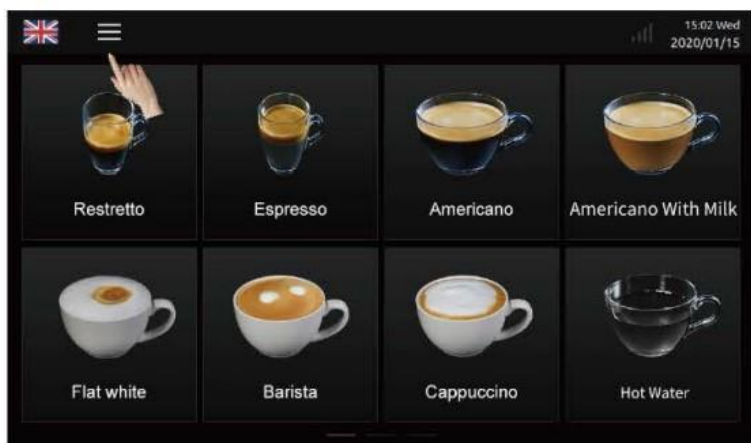 15:02 Wed
2020/01/15
Restretto
Espresso
Americano
Americano With Milk
Flat white
Barista
Cappuccino
Hot Water